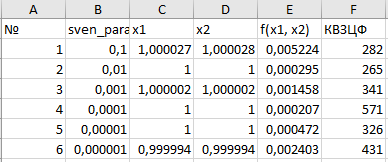 A B C D E F
№ sven_para x1 x2 f(x1, x2) КВЗЦФ
1 0,1 1,000027 1,000028 0,005224 282
2 0,01 1 1 0,000295 265
3 0,001 1,000002 1,000002 0,001458 341
4 0,0001 1 1 0,000207 571
5 0,00001 1 1 0,000472 326
6 0,000001 0,999994 0,999994 0,002403 431